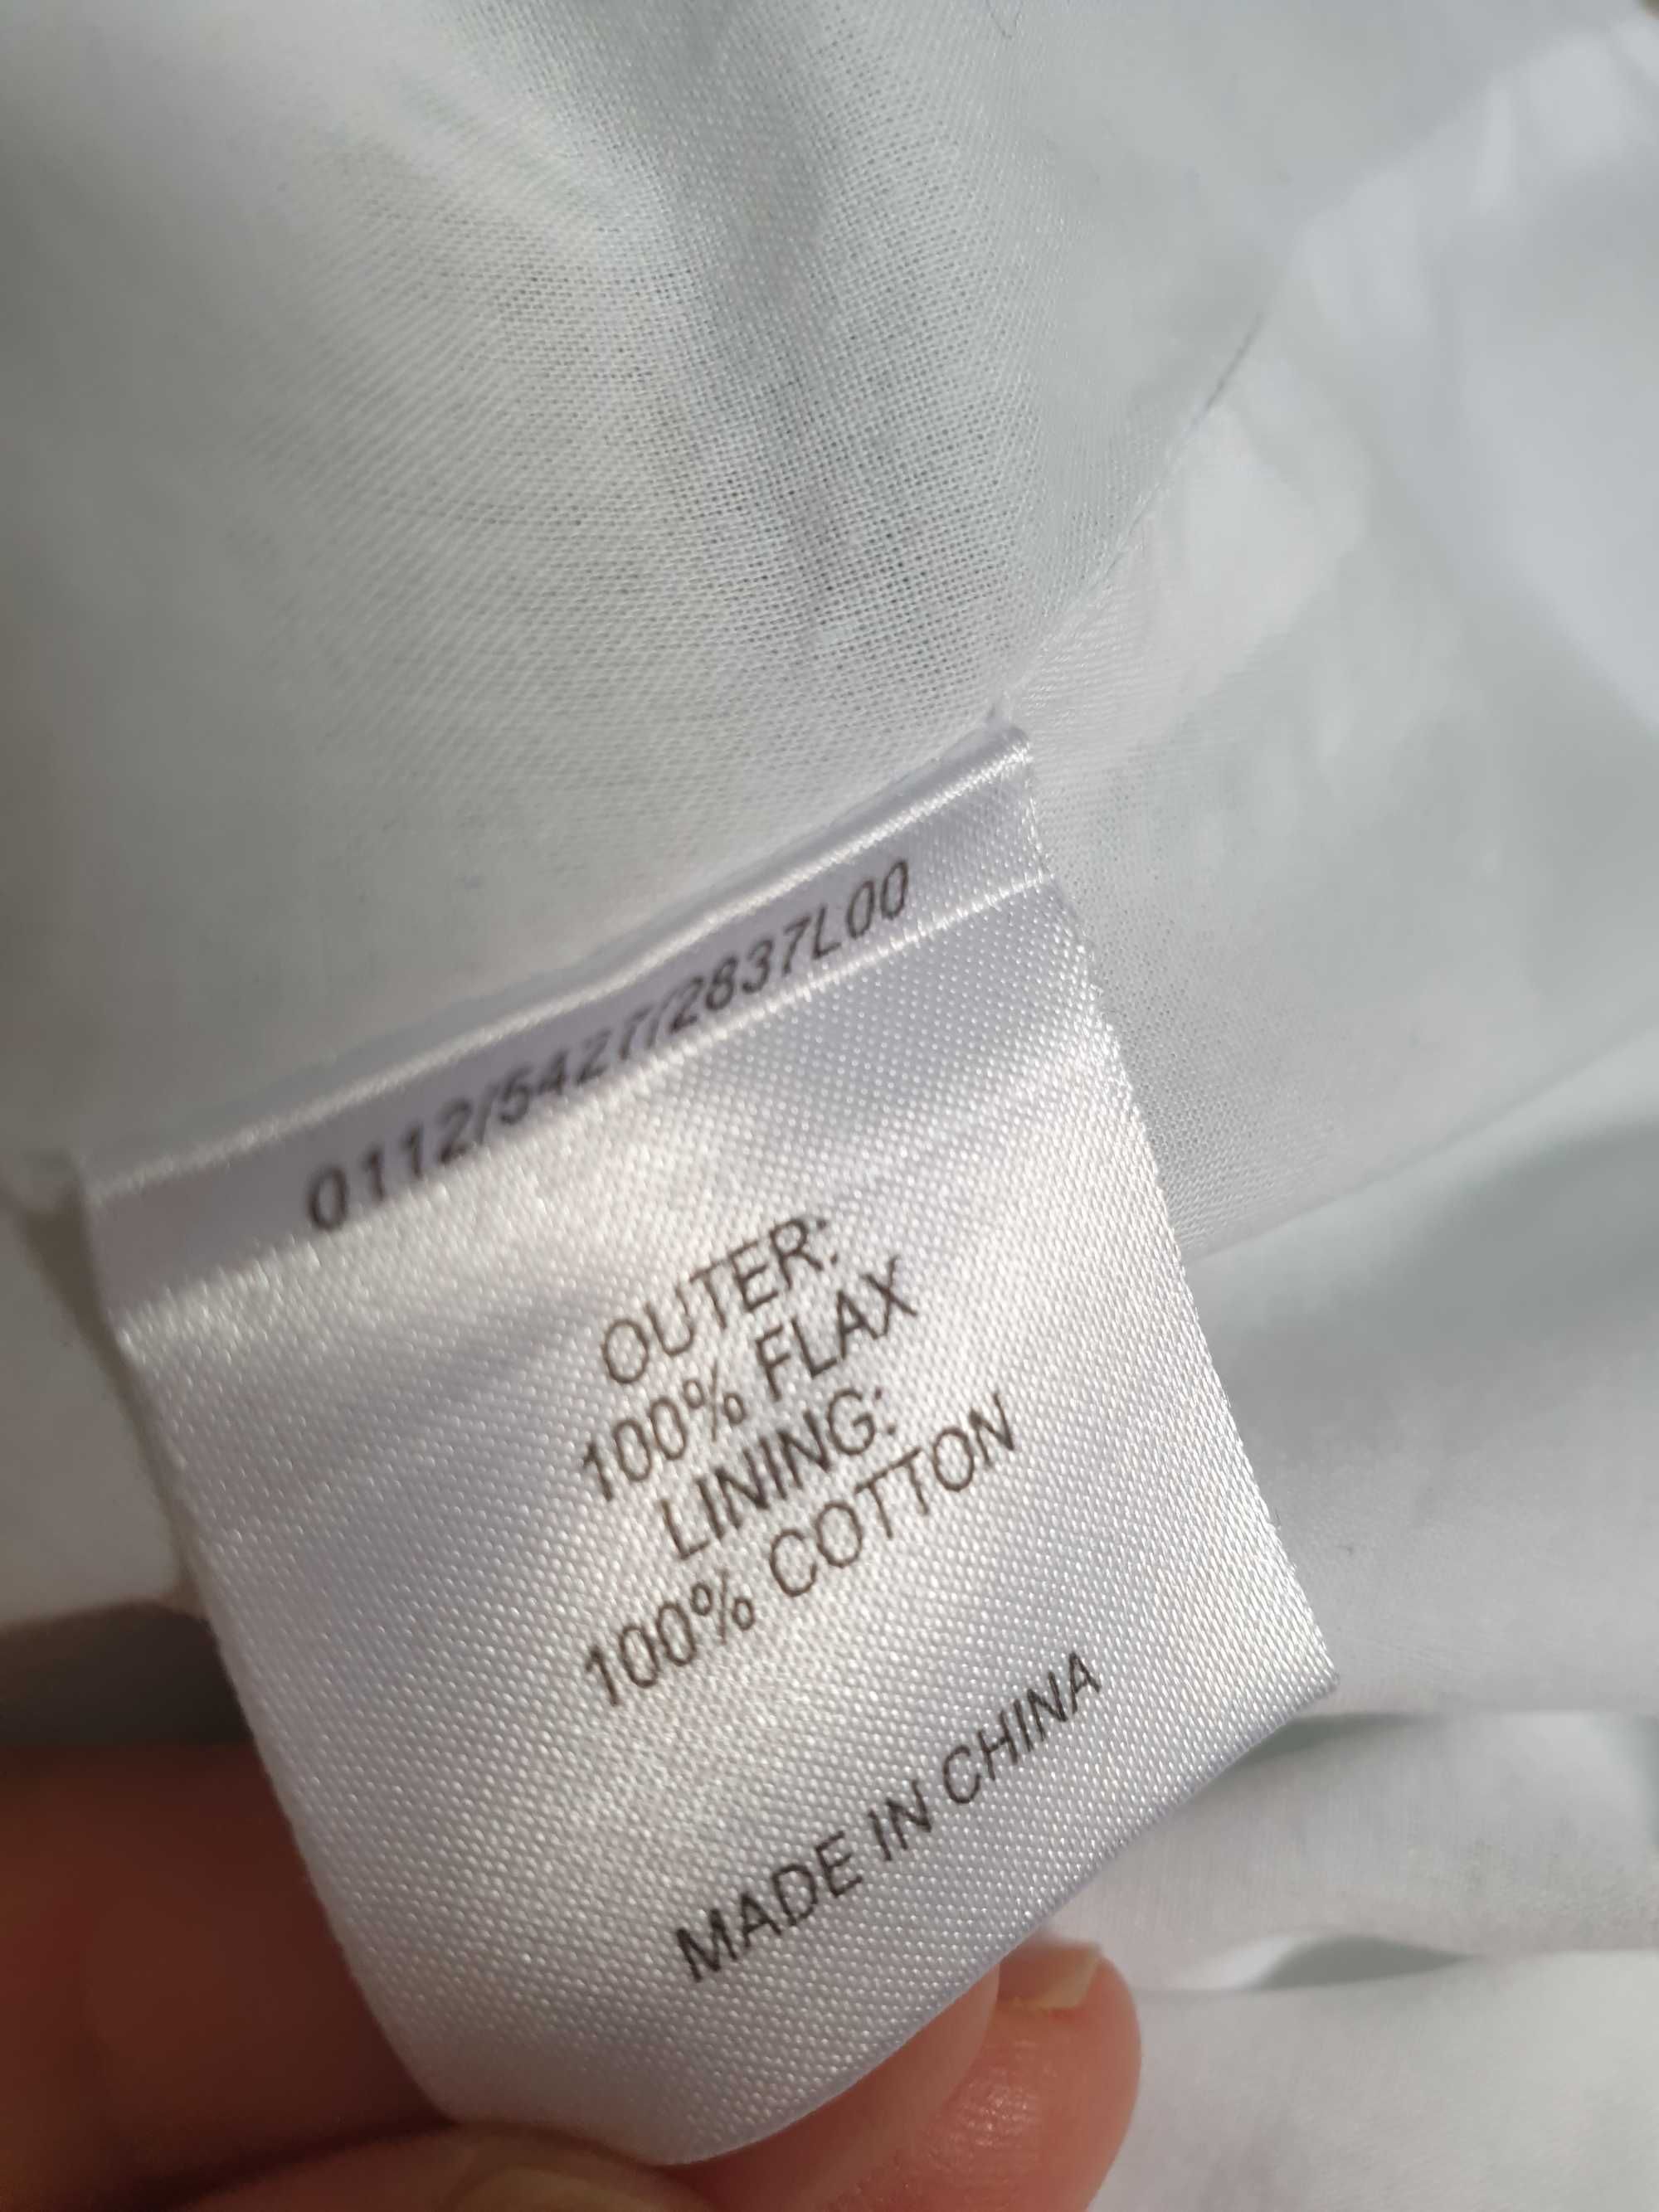 0112/5427/2837L00
OUTER:
100% FLAX
LINING:
100% COTTON
MADE IN CHINA